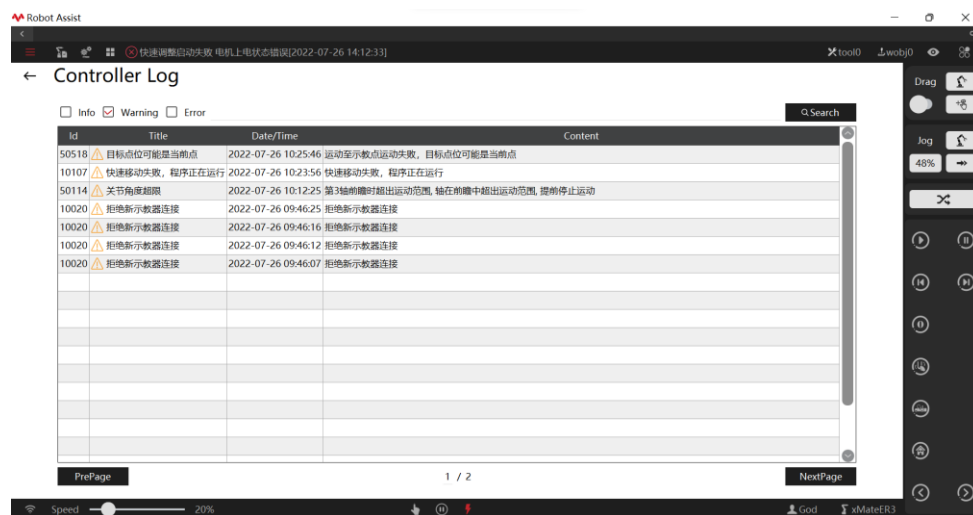 Robot Assist
快速调整启动失败 电机上电状态错误[2022-07-26 14:12:33]
tool0
wobj0
Controller Log
Info
Warning
Error
Search
Id Title Date/Time Content
50518 目标点位可能是当前点 2022-07-26 10:25:46 运动至示教点运动失败，目标点位可能是当前点
10107 快速移动失败，程序正在运行 2022-07-26 10:23:56 快速移动失败，程序正在运行
50114 关节角度超限 2022-07-26 10:12:25 第3轴前瞻时超出运动范围, 轴在前瞻中超出运动范围, 提前停止运动
10020 拒绝新示教器连接 2022-07-26 09:46:25 拒绝新示教器连接
10020 拒绝新示教器连接 2022-07-26 09:46:16 拒绝新示教器连接
10020 拒绝新示教器连接 2022-07-26 09:46:12 拒绝新示教器连接
10020 拒绝新示教器连接 2022-07-26 09:46:07 拒绝新示教器连接
PrePage
1 / 2
NextPage
Drag
Jog
48%
Speed
20%
God
xMateER3